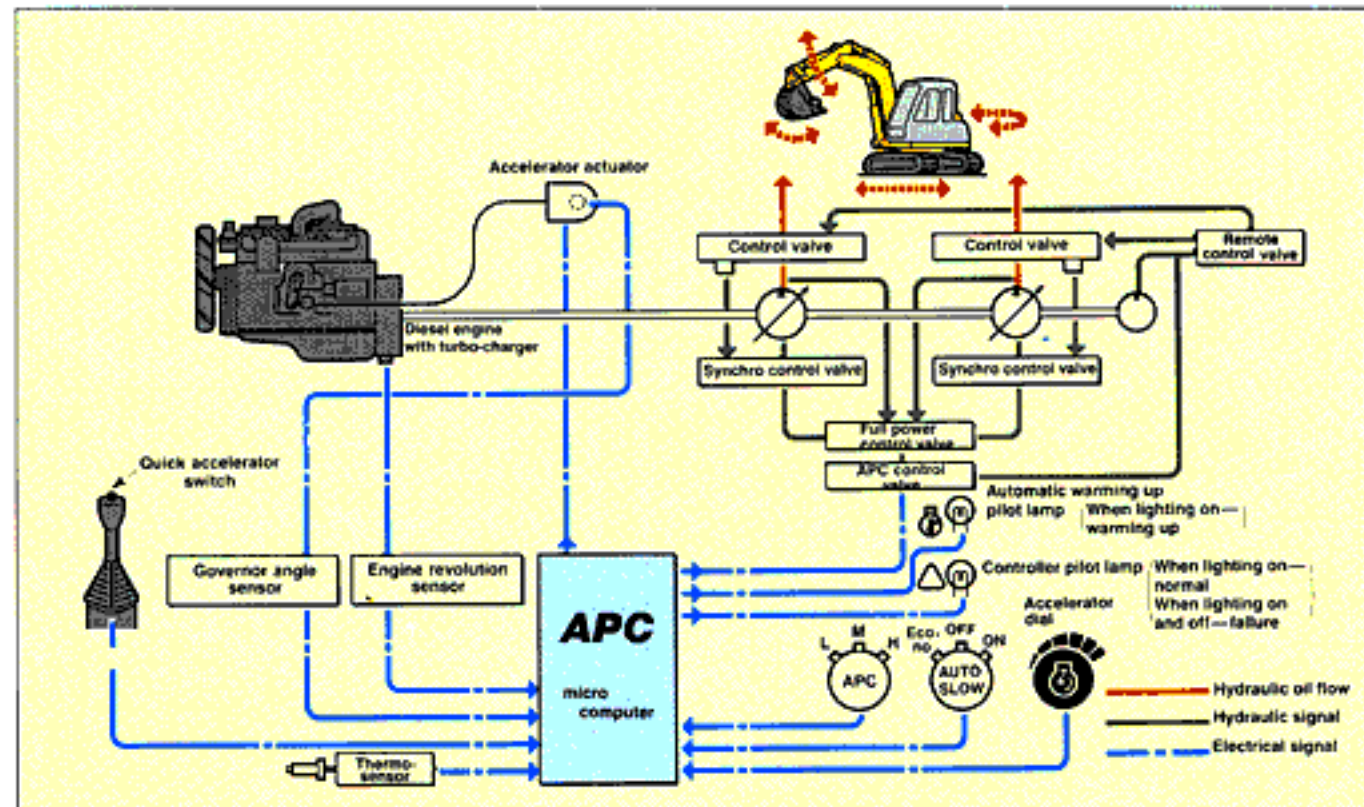 Accelerator actuator
Control valve
Control valve
Remote
control valve
Diesel engine
with turbo-charger
Synchro control valve
Synchro control valve
Full power
control valve
APC control
valve
Quick accelerator
switch
Automatic warming up
pilot lamp
When lighting on—
warming up
Governor angle
sensor
Engine revolution
sensor
Controller pilot lamp
When lighting on—
normal
When lighting on
and off—failure
Accelerator
dial
APC
micro
computer
L M H
APC
Eco. no OFF ON
AUTO
SLOW
Thermo-
sensor
Hydraulic oil flow
Hydraulic signal
Electrical signal